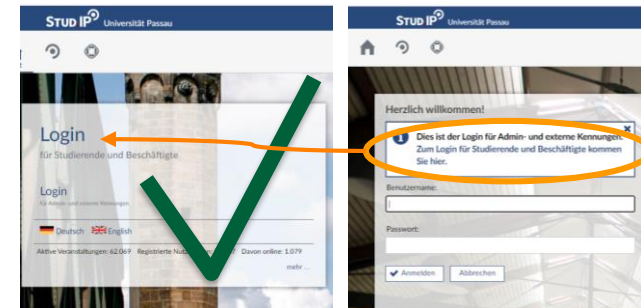 STUD IP Universität Passau
Login
für Studierende und Beschäftigte
Login
für Admin- und externe Kennungen
Deutsch English
Aktive Veranstaltungen: 62.069 Registrierte Davon online: 1.079
mehr ...
STUD IP Universität Passau
Herzlich willkommen!
Dies ist der Login für Admin- und externe Kennungen.
Zum Login für Studierende und Beschäftigte kommen
Sie hier.
Benutzername:
Passwort:
Anmelden Abbrechen